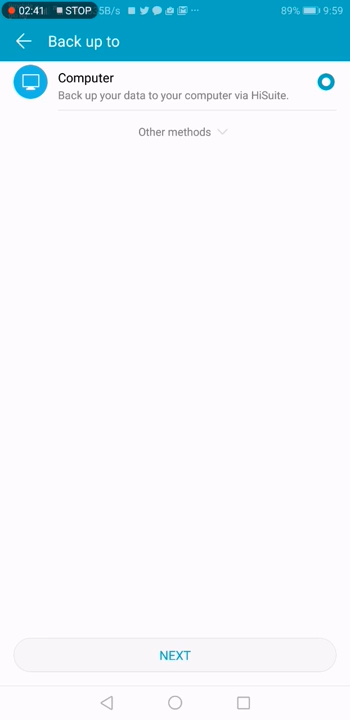 02:41 STOP 5B/s ... 89% 9:59
Back up to
Computer
Back up your data to your computer via HiSuite.
Other methods
NEXT